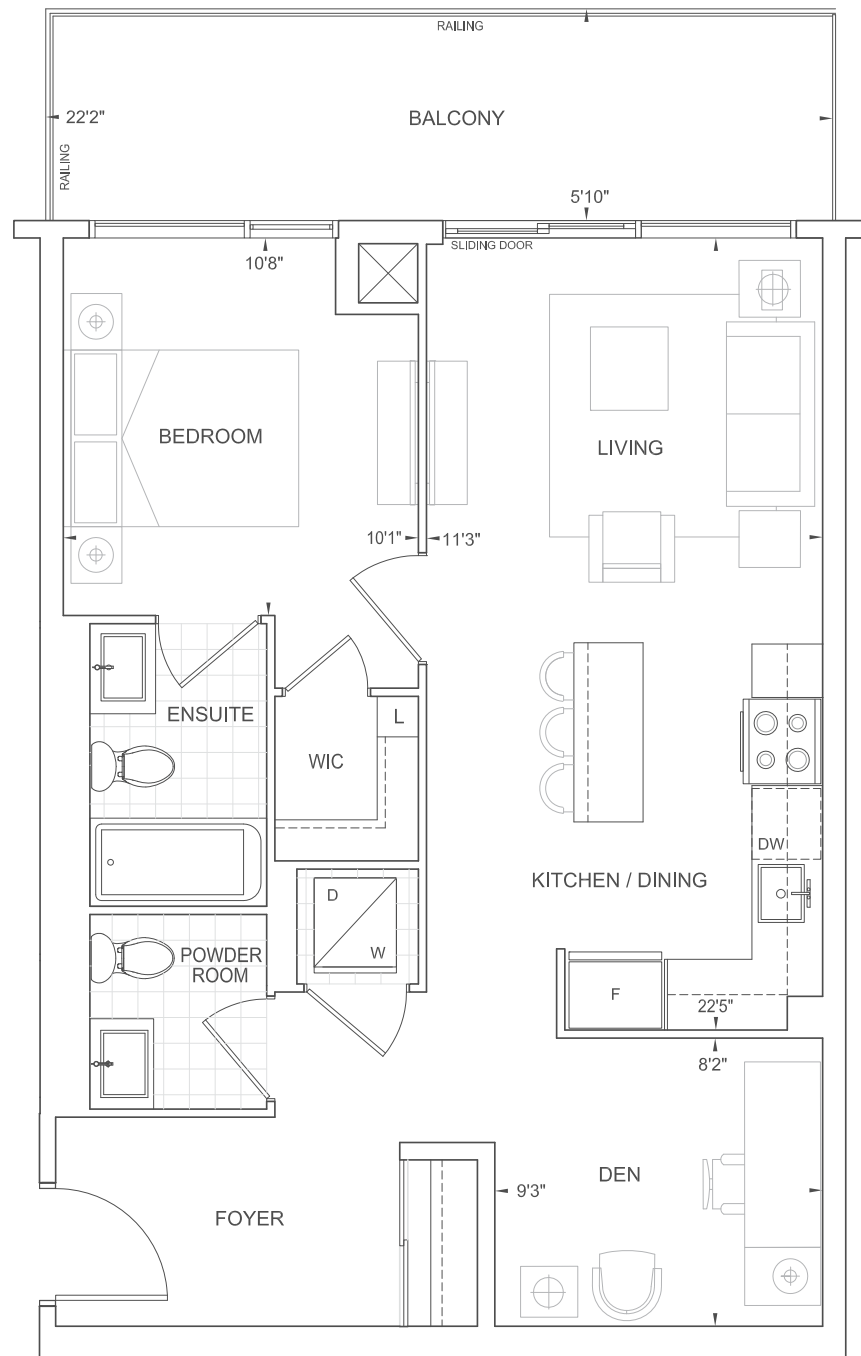 RAILING
22'2"
BALCONY
RAILING
5'10"
SLIDING DOOR
10'8"
BEDROOM
LIVING
10'1"
11'3"
ENSUITE
L
WIC
DW
KITCHEN / DINING
D
W
POWDER
ROOM
F
22'5"
8'2"
DEN
9'3"
FOYER